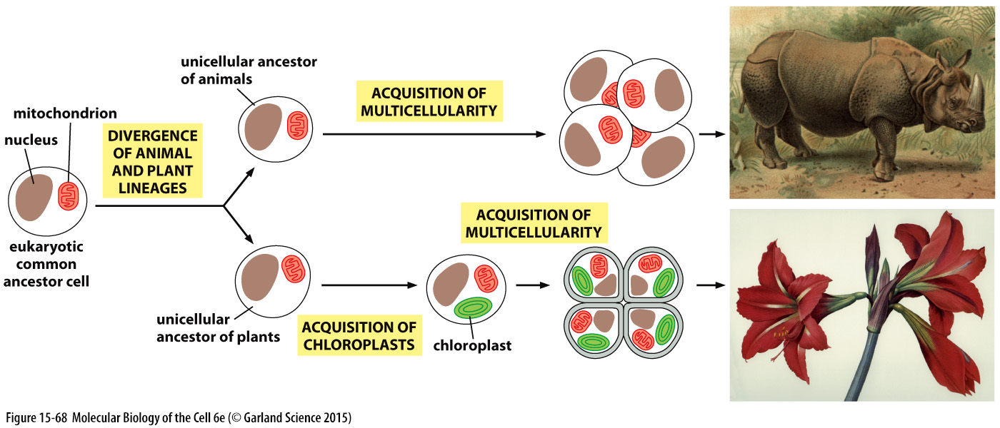 mitochondrion
nucleus
eukaryotic
common
ancestor cell
DIVERGENCE
OF ANIMAL
AND PLANT
LINEAGES
unicellular ancestor
of animals
ACQUISITION OF
MULTICELLULARITY
unicellular
ancestor of plants
ACQUISITION OF
CHLOROPLASTS
chloroplast
ACQUISITION OF
MULTICELLULARITY
Figure 15-68 Molecular Biology of the Cell 6e (© Garland Science 2015)